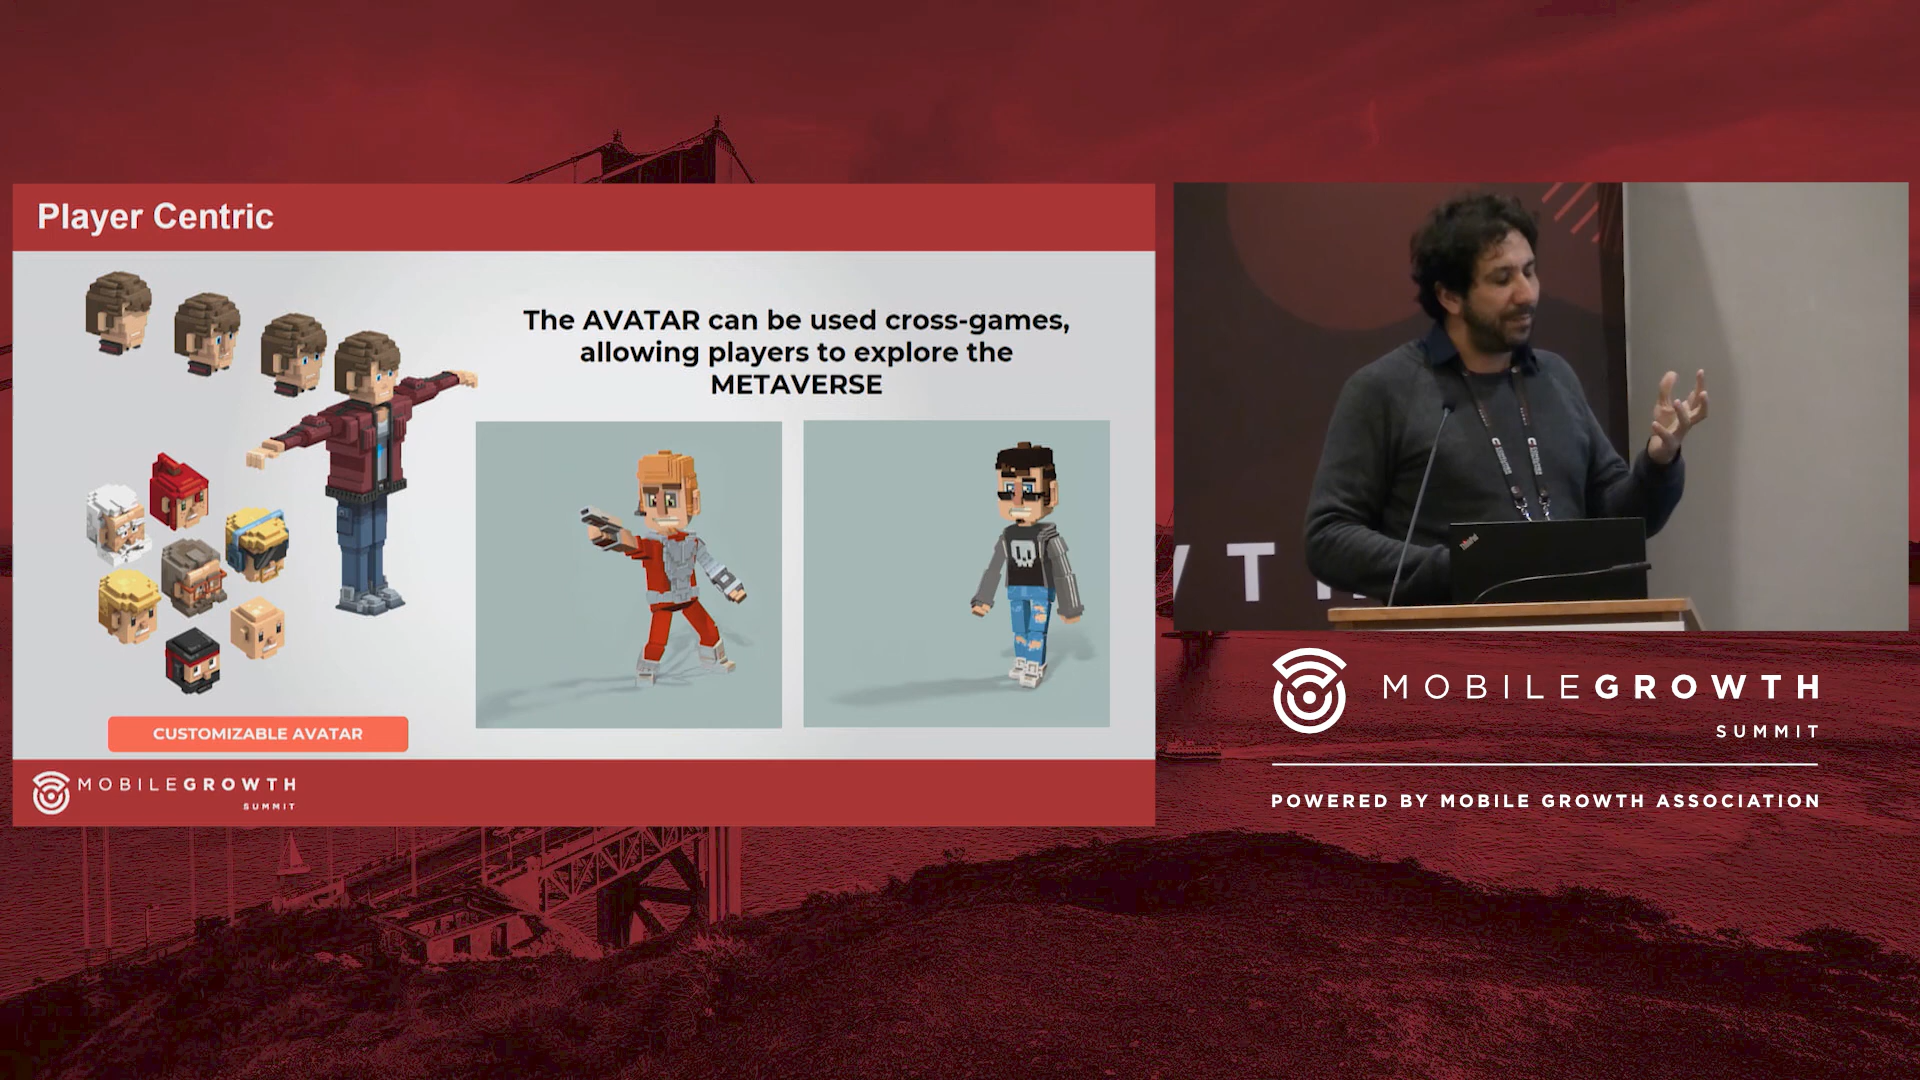 Player Centric
The AVATAR can be used cross-games,
allowing players to explore the
METAVERSE
CUSTOMIZABLE AVATAR
MOBILEGROWTH
SUMMIT
MOBILEGROWTH
SUMMIT
POWERED BY MOBILE GROWTH ASSOCIATION